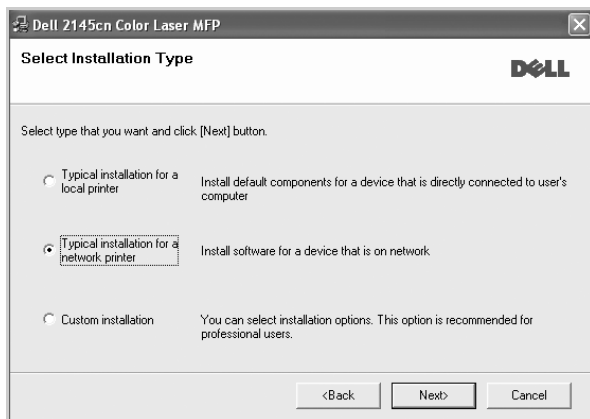 Dell 2145cn Color Laser MFP
Select Installation Type
DELL
Select type that you want and click [Next] button.
Typical installation for a
local printer
Install default components for a device that is directly connected to user's
computer
Typical installation for a
network printer
Install software for a device that is on network
Custom installation
You can select installation options. This option is recommended for
professional users.
<Back
Next>
Cancel